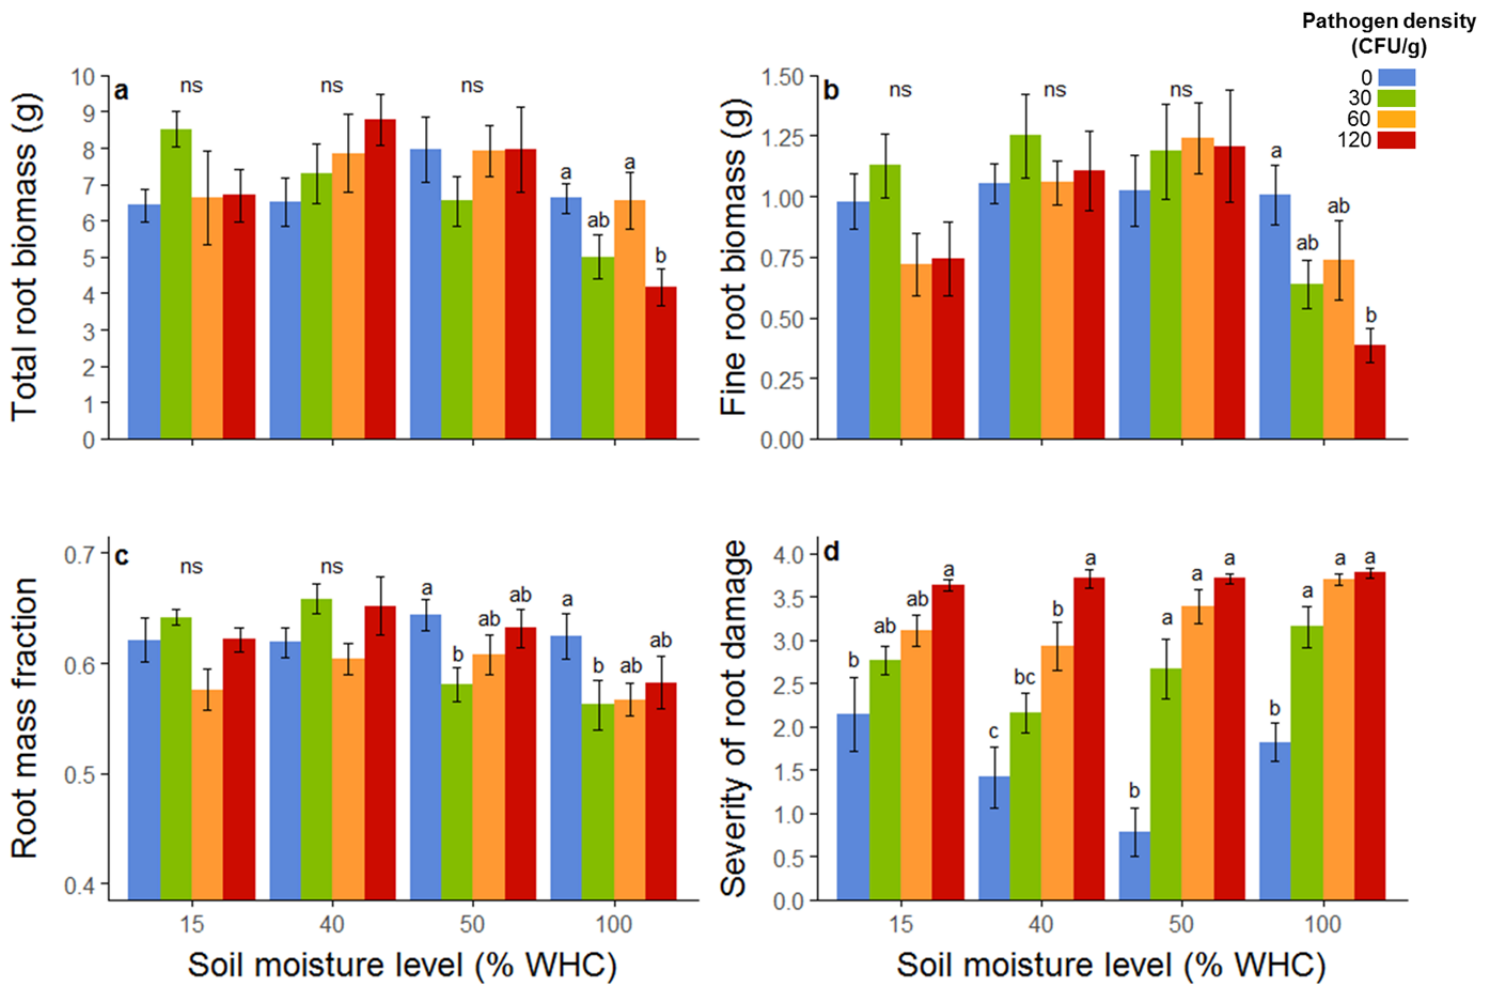 Pathogen density
(CFU/g)
0
30
60
120
a
ns ns ns
a a
ab
b
10
9
8
7
6
5
4
3
2
1
0
Total root biomass (g)
b
ns ns ns
a
ab ab
b
1.50
1.25
1.00
0.75
0.50
0.25
0.00
Fine root biomass (g)
c
ns ns
a b ab ab
a b ab ab
0.7
0.6
0.5
0.4
Root mass fraction
15 40 50 100
Soil moisture level (% WHC)
d
b ab ab a
c bc b a
b a a a
b a a a
4.0
3.5
3.0
2.5
2.0
1.5
1.0
0.5
0.0
Severity of root damage
15 40 50 100
Soil moisture level (% WHC)